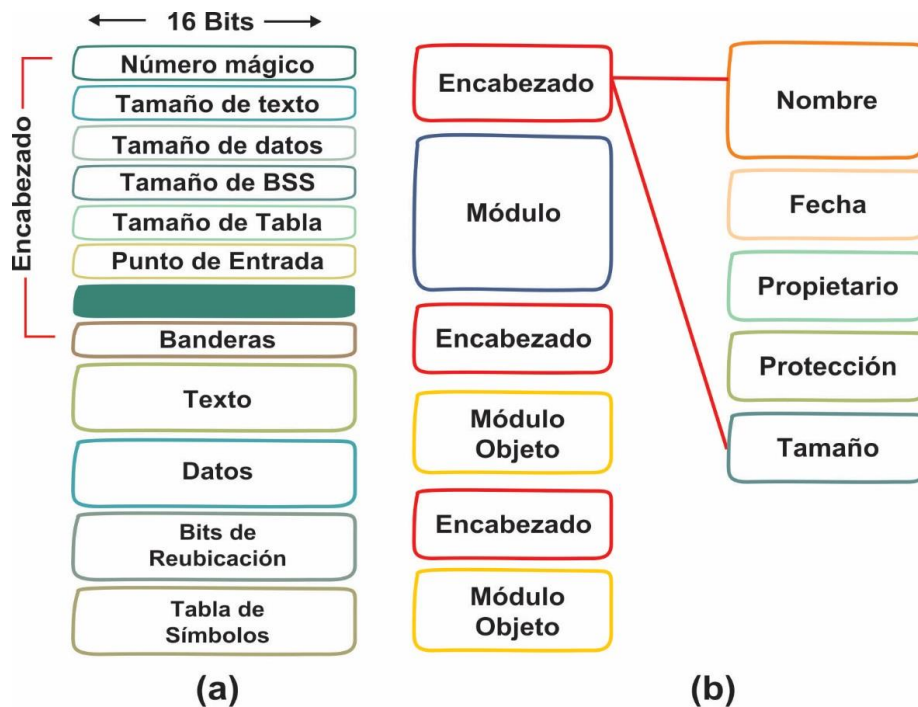 16 Bits
Encabezado
Número mágico
Tamaño de texto
Tamaño de datos
Tamaño de BSS
Tamaño de Tabla
Punto de Entrada
Banderas
Texto
Datos
Bits de
Reubicación
Tabla de
Símbolos
(a)
Encabezado
Módulo
Encabezado
Módulo
Objeto
Encabezado
Módulo
Objeto
Nombre
Fecha
Propietario
Protección
Tamaño
(b)